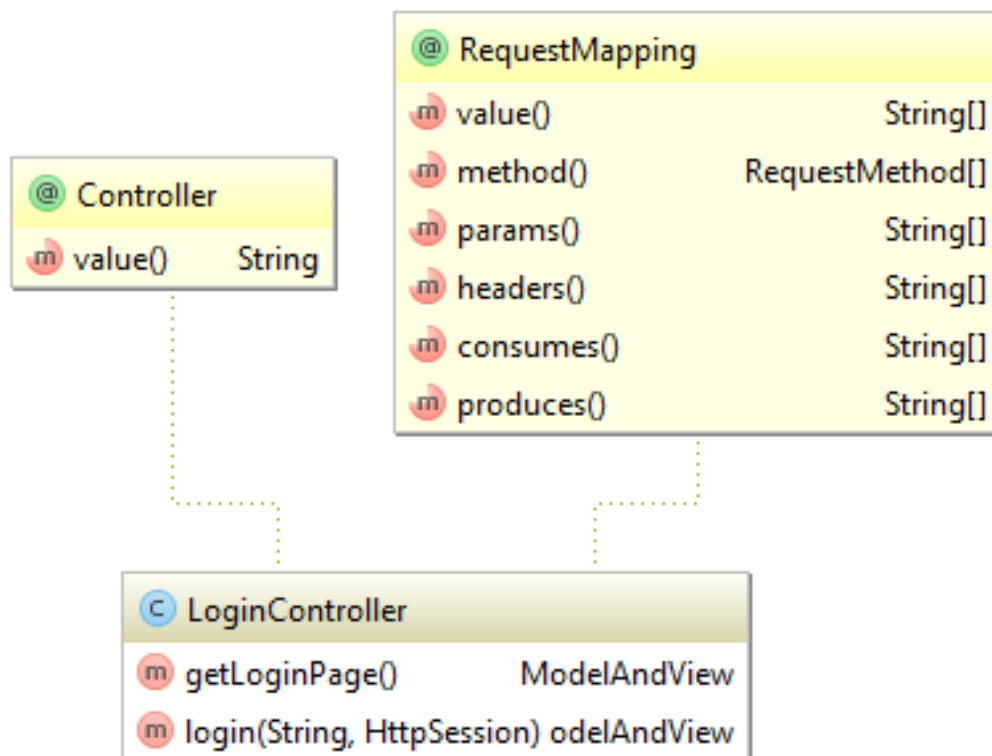 @ RequestMapping
m value() String[]
m method() RequestMethod[]
m params() String[]
m headers() String[]
m consumes() String[]
m produces() String[]
@ Controller
m value() String
C LoginController
m getLoginPage() ModelAndView
m login(String, HttpSession) odelAndView